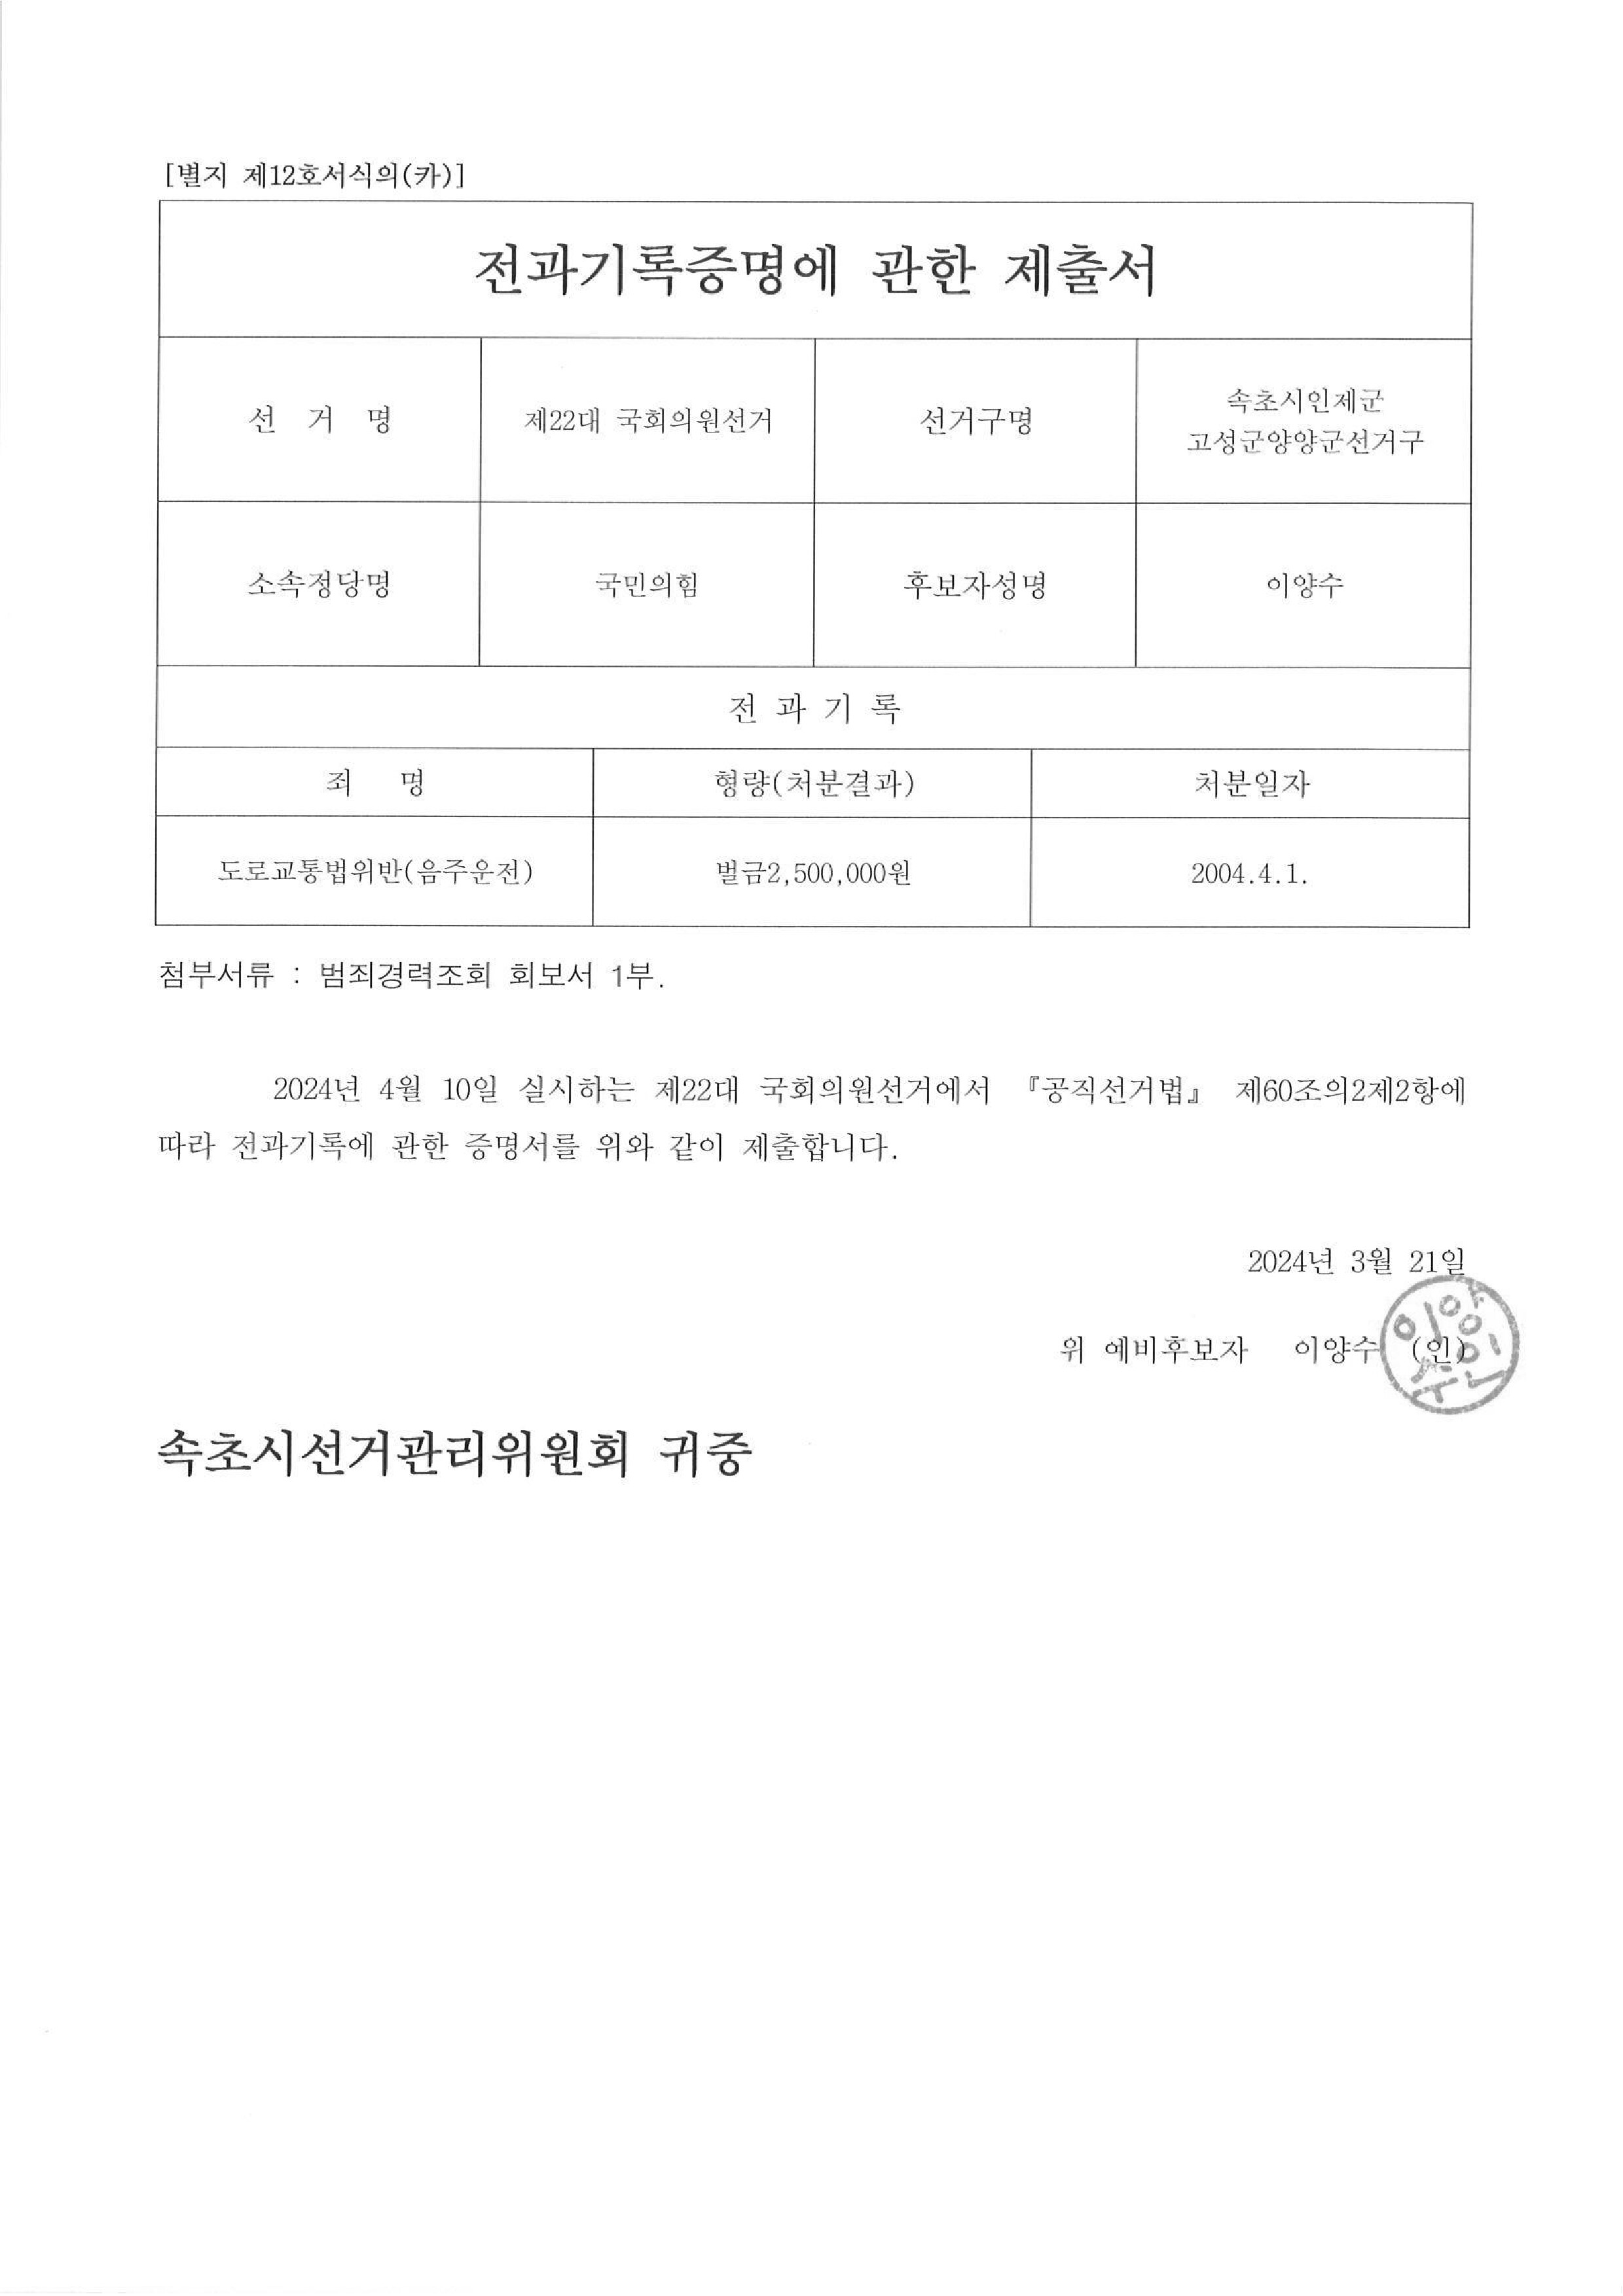 [별지 제12호서식의(카)]
전과기록증명에 관한 제출서
선 거 명
제22대 국회의원선거
선거구명
속초시인제군
고성군양양군선거구
소속정당명
국민의힘
후보자성명
이양수
전 과 기 록
죄 명
형량(처분결과)
처분일자
도로교통법위반(음주운전)
벌금2,500,000원
2004.4.1.
첨부서류 : 범죄경력조회 회보서 1부.
2024년 4월 10일 실시하는 제22대 국회의원선거에서 『공직선거법』 제60조의2제2항에
따라 전과기록에 관한 증명서를 위와 같이 제출합니다.
2024년 3월 21일
위 예비후보자 이양수 (인)
이양수인
속초시선거관리위원회 귀중